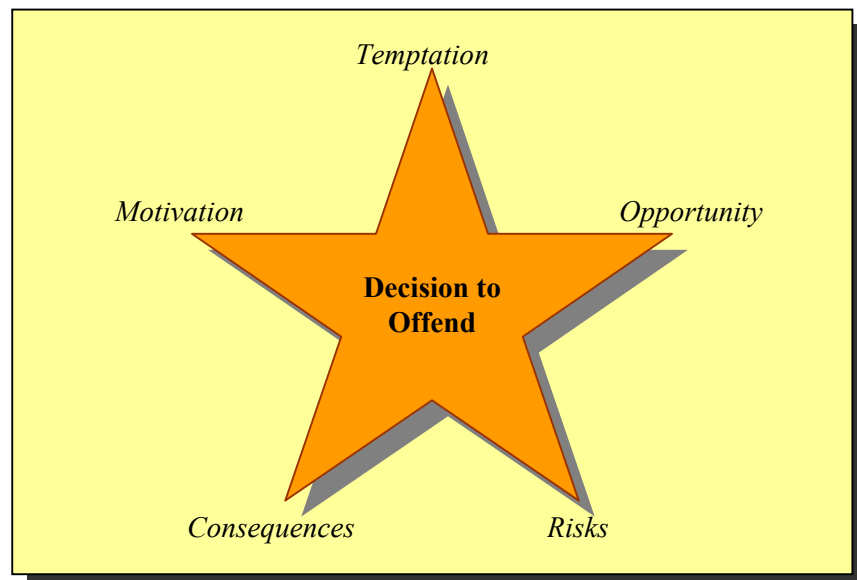 Temptation
Motivation
Opportunity
Decision to
Offend
Consequences
Risks